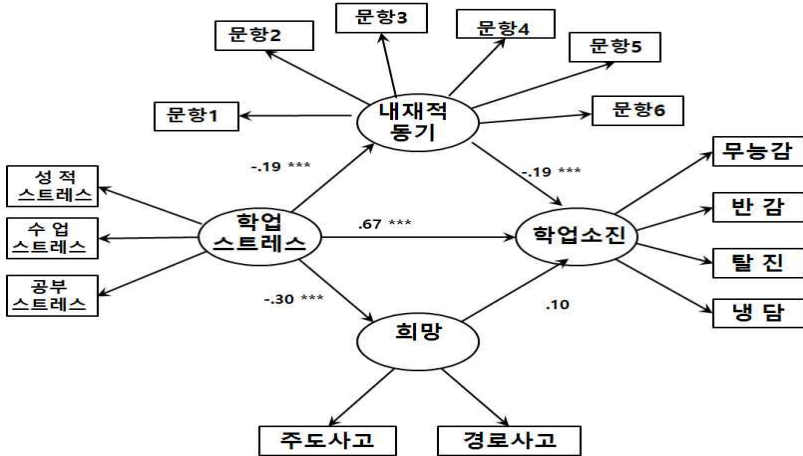 문항3
문항2
문항4
문항5
내재적
동기
문항1
문항6
-.19 ***
-.19 ***
무능감
성 적
스트레스
반 감
학업
스트레스
.67 ***
학업소진
수 업
스트레스
탈 진
공부
스트레스
-.30 ***
.10
냉 담
희망
주도사고
경로사고